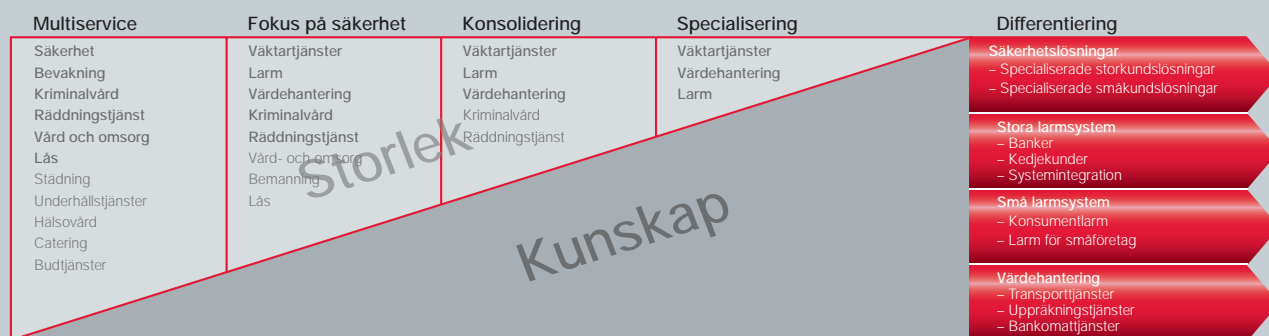 Multiservice
Säkerhet
Bevakning
Kriminalvård
Räddningstjänst
Vård och omsorg
Lås
Städning
Underhållstjänster
Hälsovård
Catering
Budtjänster
Fokus på säkerhet
Väktartjänster
Larm
Värdehantering
Kriminalvård
Räddningstjänst
Vård- och omsorg
Bemanning
Lås
Konsolidering
Väktartjänster
Larm
Värdehantering
Kriminalvård
Räddningstjänst
Specialisering
Väktartjänster
Värdehantering
Larm
Storlek
Kunskap
Differentiering
Säkerhetslösningar
– Specialiserade storkundslösningar
– Specialiserade småkundslösningar
Stora larmsystem
– Banker
– Kedjekunder
– Systemintegration
Små larmsystem
– Konsumentlarm
– Larm för småföretag
Värdehantering
– Transporttjänster
– Uppräkningstjänster
– Bankomattjänster